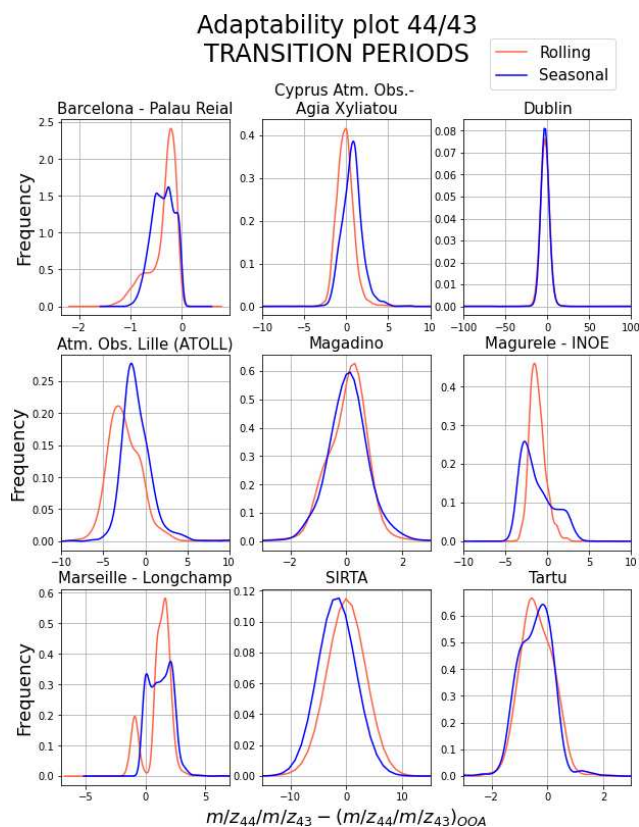 Adaptability plot 44/43
TRANSITION PERIODS
Rolling
Seasonal
Barcelona - Palau Reial
Cyprus Atm. Obs.-
Agia Xyliatou
Dublin
Frequency
2.5
2.0
1.5
1.0
0.5
0.0
−2 −1 0
0.4
0.3
0.2
0.1
0.0
−10 −5 0 5 10
0.08
0.07
0.06
0.05
0.04
0.03
0.02
0.01
0.00
−100 −50 0 50 100
Atm. Obs. Lille (ATOLL)
Magadino
Magurele - INOE
Frequency
0.25
0.20
0.15
0.10
0.05
0.00
−10 −5 0 5 10
0.6
0.5
0.4
0.3
0.2
0.1
0.0
−2 0 2
0.4
0.3
0.2
0.1
0.0
−10 −5 0 5 10
Marseille - Longchamp
SIRTA
Tartu
Frequency
0.6
0.5
0.4
0.3
0.2
0.1
0.0
−5 0 5
0.12
0.10
0.08
0.06
0.04
0.02
0.00
−10 0 10
0.6
0.5
0.4
0.3
0.2
0.1
0.0
−2 0 2
m/z44/m/z43 − (m/z44/m/z43)OOA